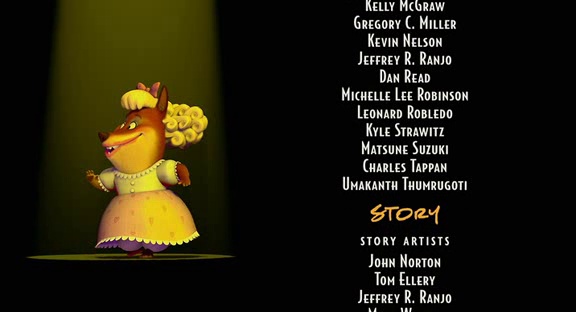 Kelly McGraw
Gregory C. Miller
Kevin Nelson
Jeffrey R. Ranjo
Dan Read
Michelle Lee Robinson
Leonard Robledo
Kyle Strawitz
Matsune Suzuki
Charles Tappan
Umakanth Thumrugoti
STORY
STORY ARTISTS
John Norton
Tom Ellery
Jeffrey R. Ranjo